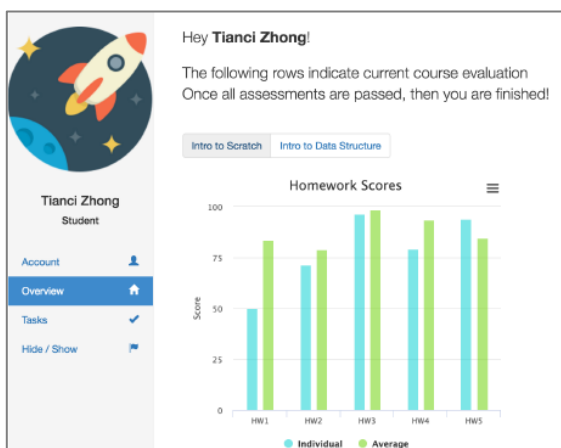 Hey Tianci Zhong!
The following rows indicate current course evaluation
Once all assessments are passed, then you are finished!
Intro to Scratch
Intro to Data Structure
Tianci Zhong
Student
Account
Overview
Tasks
Hide / Show
Homework Scores
Score
100
75
50
25
0
HW1
HW2
HW3
HW4
HW5
Individual
Average